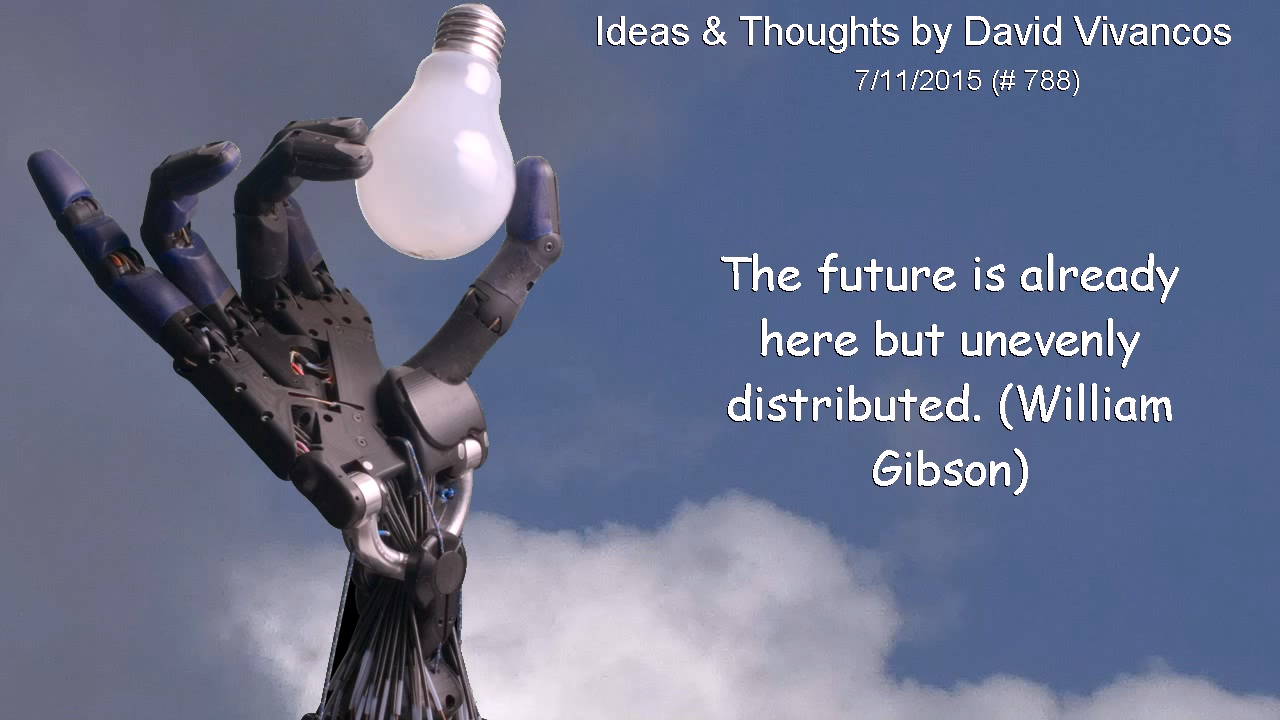 Ideas & Thoughts by David Vivancos
7/11/2015 (# 788)
The future is already
here but unevenly
distributed. (William
Gibson)